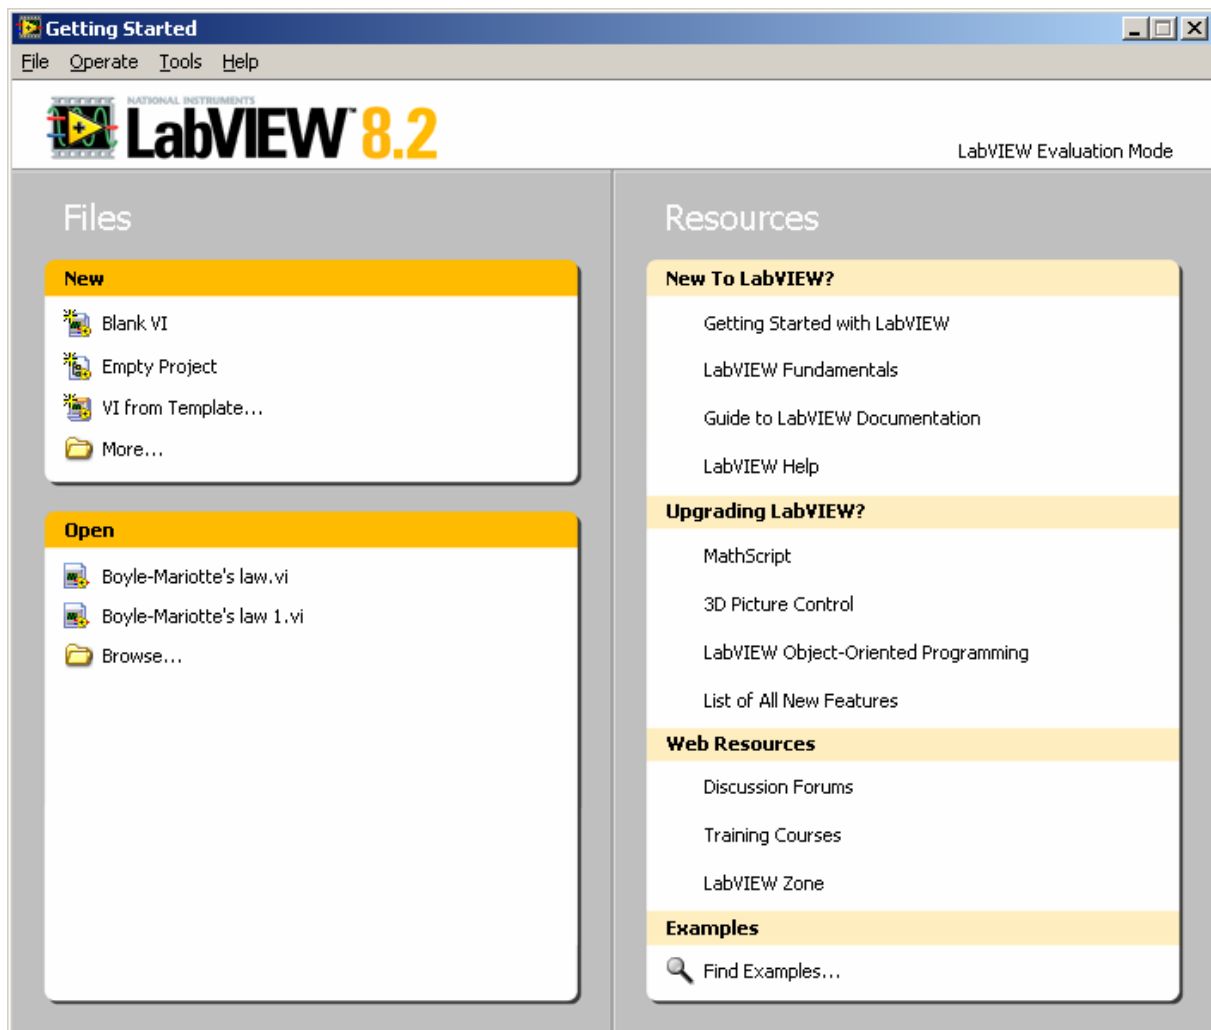 Getting Started
File Operate Tools Help
NATIONAL INSTRUMENTS
LabVIEW™ 8.2
LabVIEW Evaluation Mode
Files
New
Blank VI
Empty Project
VI from Template...
More...
Open
Boyle-Mariotte's law.vi
Boyle-Mariotte's law 1.vi
Browse...
Resources
New To LabVIEW?
Getting Started with LabVIEW
LabVIEW Fundamentals
Guide to LabVIEW Documentation
LabVIEW Help
Upgrading LabVIEW?
MathScript
3D Picture Control
LabVIEW Object-Oriented Programming
List of All New Features
Web Resources
Discussion Forums
Training Courses
LabVIEW Zone
Examples
Find Examples...